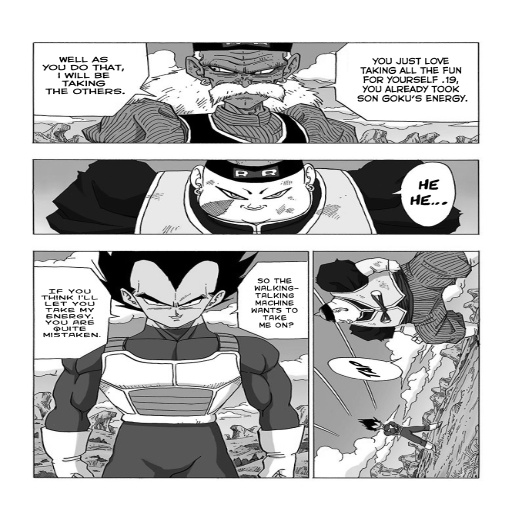 WELL AS
YOU DO THAT,
I WILL BE
TAKING
THE OTHERS.
YOU JUST LOVE
TAKING ALL THE FUN
FOR YOURSELF .19,
YOU ALREADY TOOK
SON GOKU'S ENERGY.
HE
HE...
IF YOU
THINK I'LL
LET YOU
TAKE MY
ENERGY,
YOU ARE
QUITE
MISTAKEN.
SO THE
WALKING-
TALKING
MACHINE
WANTS TO
TAKE
ME ON?